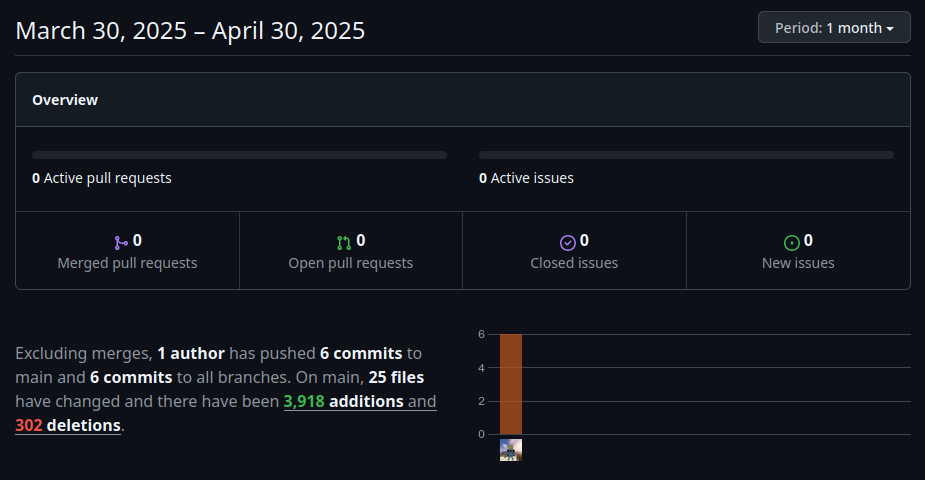 March 30, 2025 – April 30, 2025
Period: 1 month
Overview
0 Active pull requests
0 Active issues
0
Merged pull requests
0
Open pull requests
0
Closed issues
0
New issues
Excluding merges, 1 author has pushed 6 commits to
main and 6 commits to all branches. On main, 25 files
have changed and there have been 3,918 additions and
302 deletions.
6
4
2
0